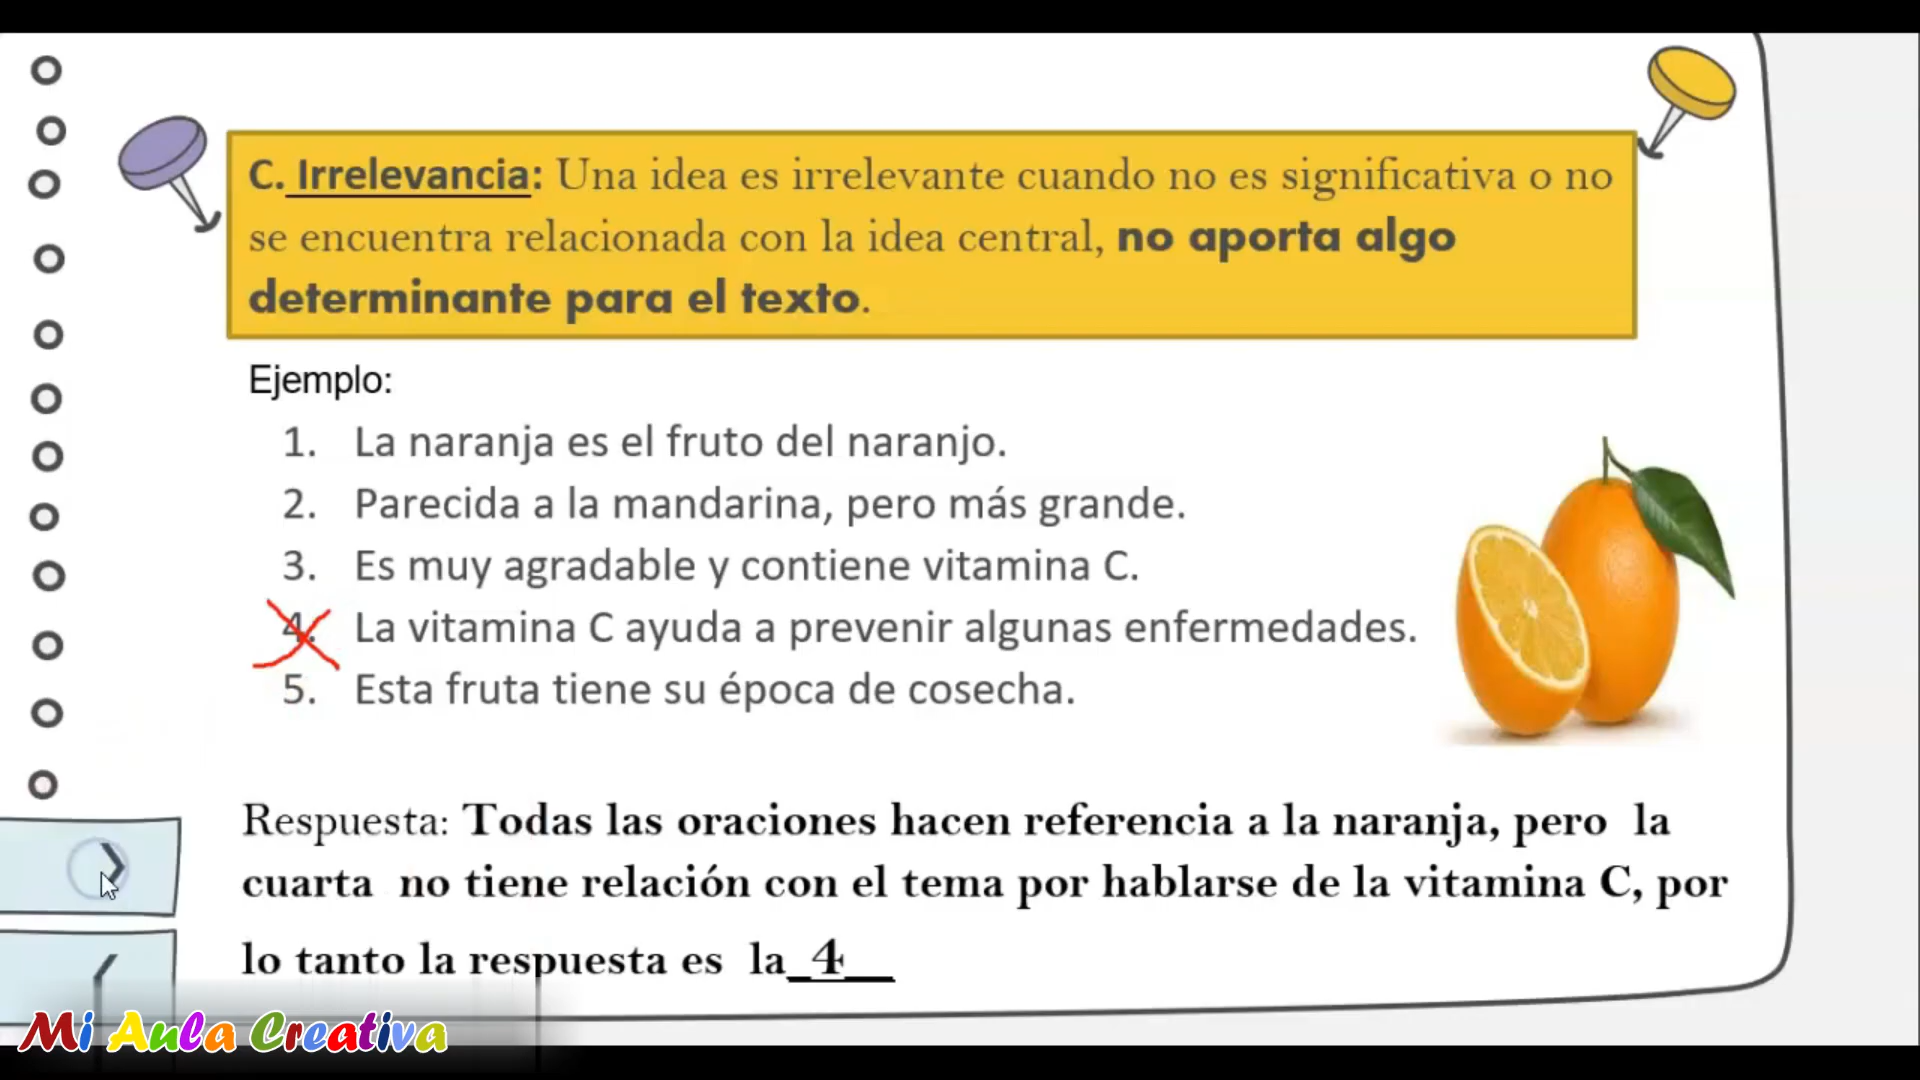 C. Irrelevancia: Una idea es irrelevante cuando no es significativa o no
se encuentra relacionada con la idea central, no aporta algo
determinante para el texto.
Ejemplo:
1. La naranja es el fruto del naranjo.
2. Parecida a la mandarina, pero más grande.
3. Es muy agradable y contiene vitamina C.
4. La vitamina C ayuda a prevenir algunas enfermedades.
5. Esta fruta tiene su época de cosecha.
Respuesta: Todas las oraciones hacen referencia a la naranja, pero la
cuarta no tiene relación con el tema por hablarse de la vitamina C, por
lo tanto la respuesta es la_4__
Mi Aula Creativa